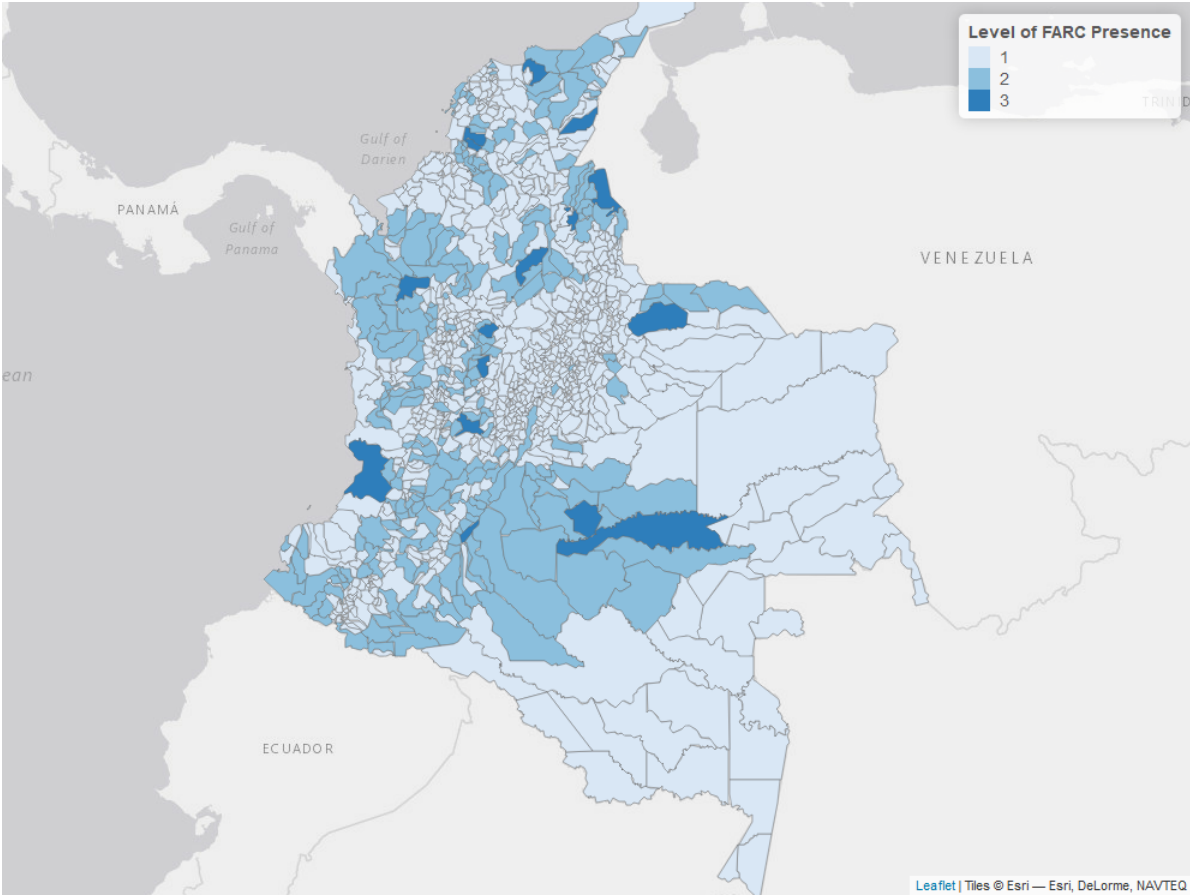 Level of FARC Presence
1
2
3
TRINID
Gulf of
Darien
PANAMÁ
Gulf of
Panama
VENEZUELA
ean
ECUADOR
Leaflet | Tiles © Esri — Esri, DeLorme, NAVTEQ